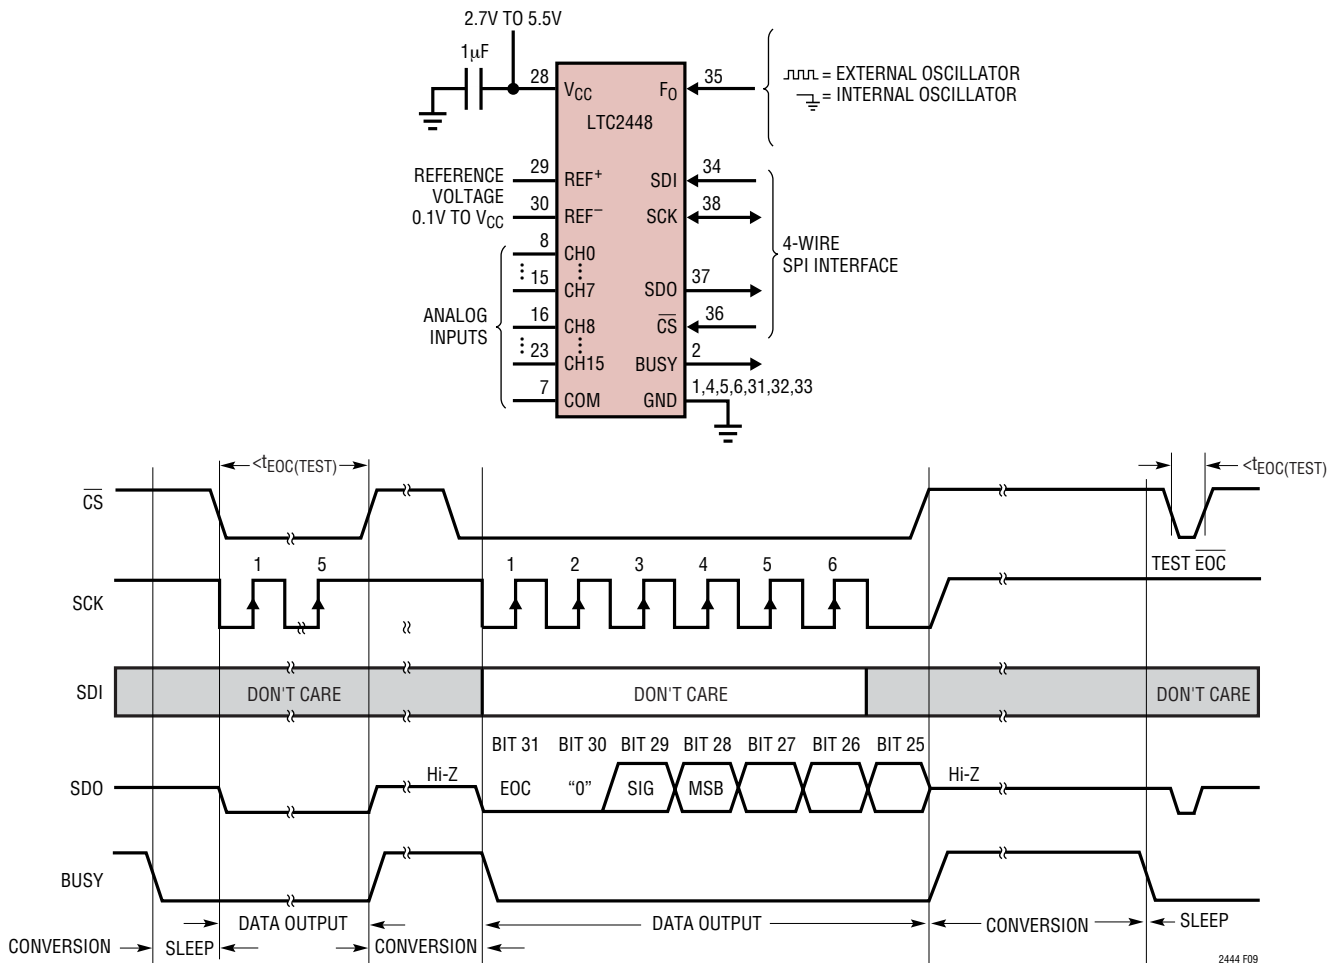 2.7V TO 5.5V
1µF
28
VCC
FO
35
= EXTERNAL OSCILLATOR
= INTERNAL OSCILLATOR
LTC2448
REFERENCE
VOLTAGE
0.1V TO VCC
29
REF+
30
REF–
SDI
34
SCK
38
4-WIRE
SPI INTERFACE
ANALOG
INPUTS
8
CH0
15
CH7
16
CH8
23
CH15
7
COM
SDO
37
CS
36
BUSY
2
GND
1,4,5,6,31,32,33
<tEOC(TEST)
<tEOC(TEST)
CS
TEST EOC
SCK
1 5 1 2 3 4 5 6
SDI
DON'T CARE DON'T CARE DON'T CARE
BIT 31 BIT 30 BIT 29 BIT 28 BIT 27 BIT 26 BIT 25
SDO
Hi-Z
EOC “0” SIG MSB
Hi-Z
BUSY
CONVERSION
SLEEP
DATA OUTPUT
CONVERSION
DATA OUTPUT
CONVERSION
SLEEP
2444 F09